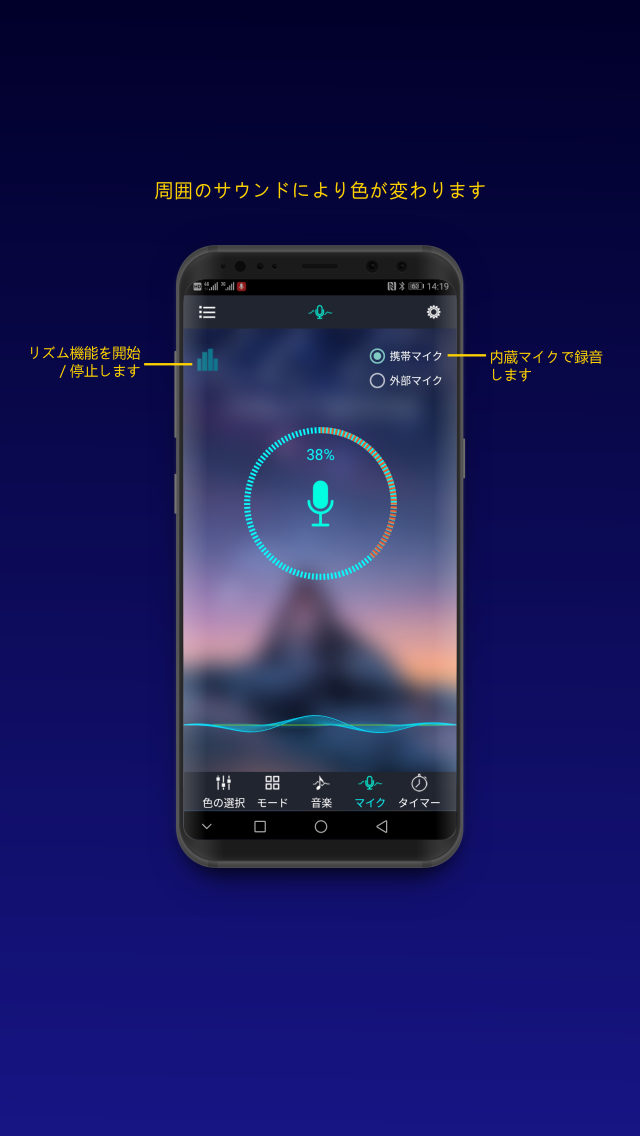 周囲のサウンドにより色が変わります
14:19
リズム機能を開始
/ 停止します
携帯マイク
外部マイク
内蔵マイクで録音
します
38%
色の選択 モード 音楽 マイク タイマー